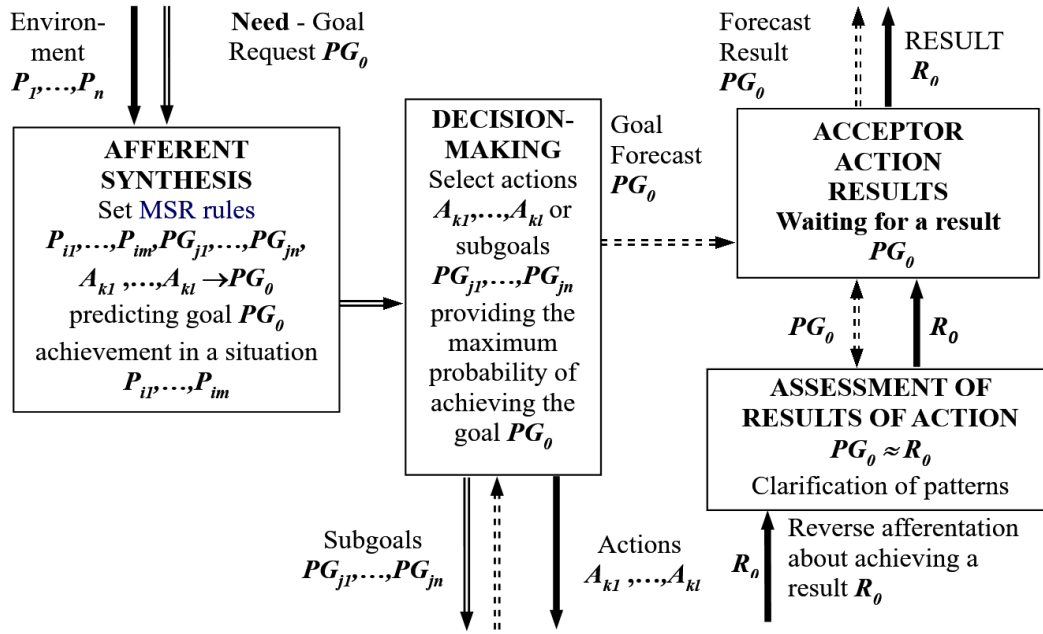 Environ-
ment
P₁,…,Pₙ
Need - Goal
Request PG₀
AFFERENT
SYNTHESIS
Set MSR rules
Pᵢ₁,…,Pᵢₘ,PGⱼ₁,…,PGⱼₙ,
Aₖ₁ ,…,Aₖₗ →PG₀
predicting goal PG₀
achievement in a situation
Pᵢ₁,…,Pᵢₘ
DECISION-
MAKING
Select actions
Aₖ₁,…,Aₖₗ or
subgoals
PGⱼ₁,…,PGⱼₙ
providing the
maximum
probability of
achieving the
goal PG₀
Subgoals
PGⱼ₁,…,PGⱼₙ
Actions
Aₖ₁ ,…,Aₖₗ
Goal
Forecast
PG₀
Forecast
Result
PG₀
RESULT
R₀
ACCEPTOR
ACTION
RESULTS
Waiting for a result
PG₀
PG₀
R₀
ASSESSMENT OF
RESULTS OF ACTION
PG₀ ≈ R₀
Clarification of patterns
R₀
Reverse afferentation
about achieving a
result R₀